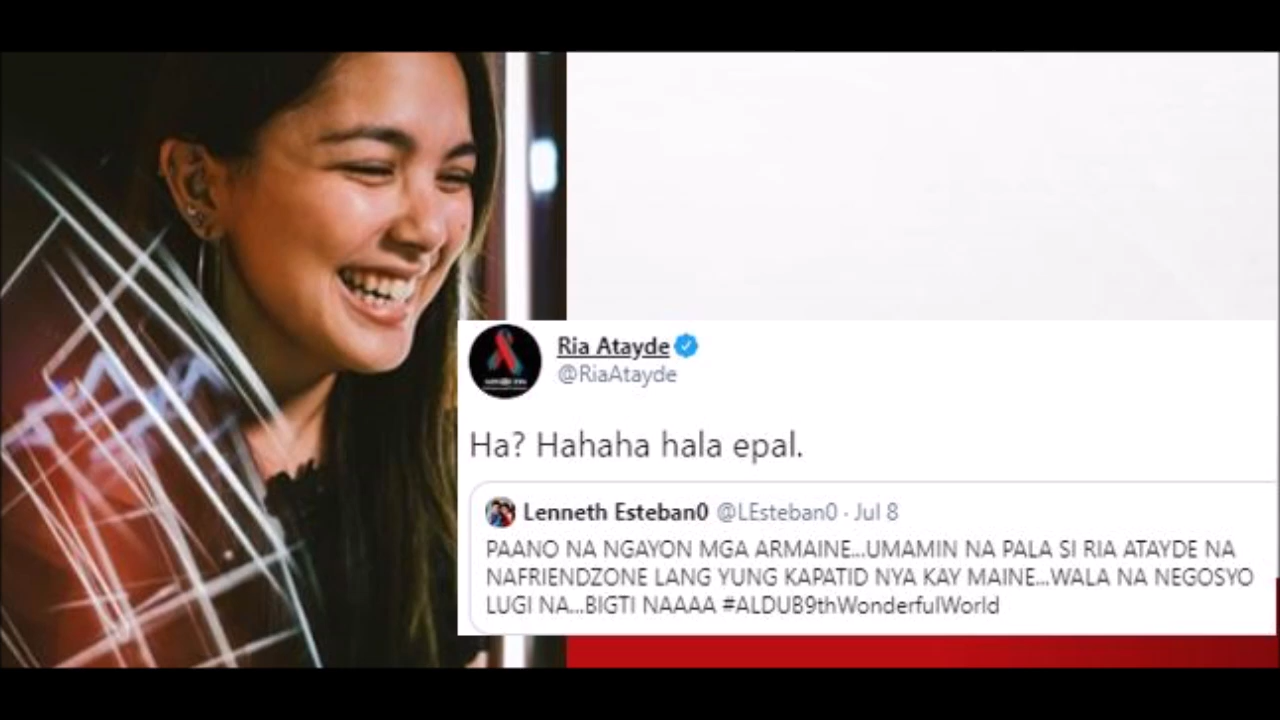 Ria Atayde
@RiaAtayde
Ha? Hahaha hala epal.
Lenneth Esteban0 @LEsteban0 · Jul 8
PAANO NA NGAYON MGA ARMAINE...UMAMIN NA PALA SI RIA ATAYDE NA
NAFRIENDZONE LANG YUNG KAPATID NYA KAY MAINE...WALA NA NEGOSYO
LUGI NA...BIGTI NAAAA #ALDUB9thWonderfulWorld